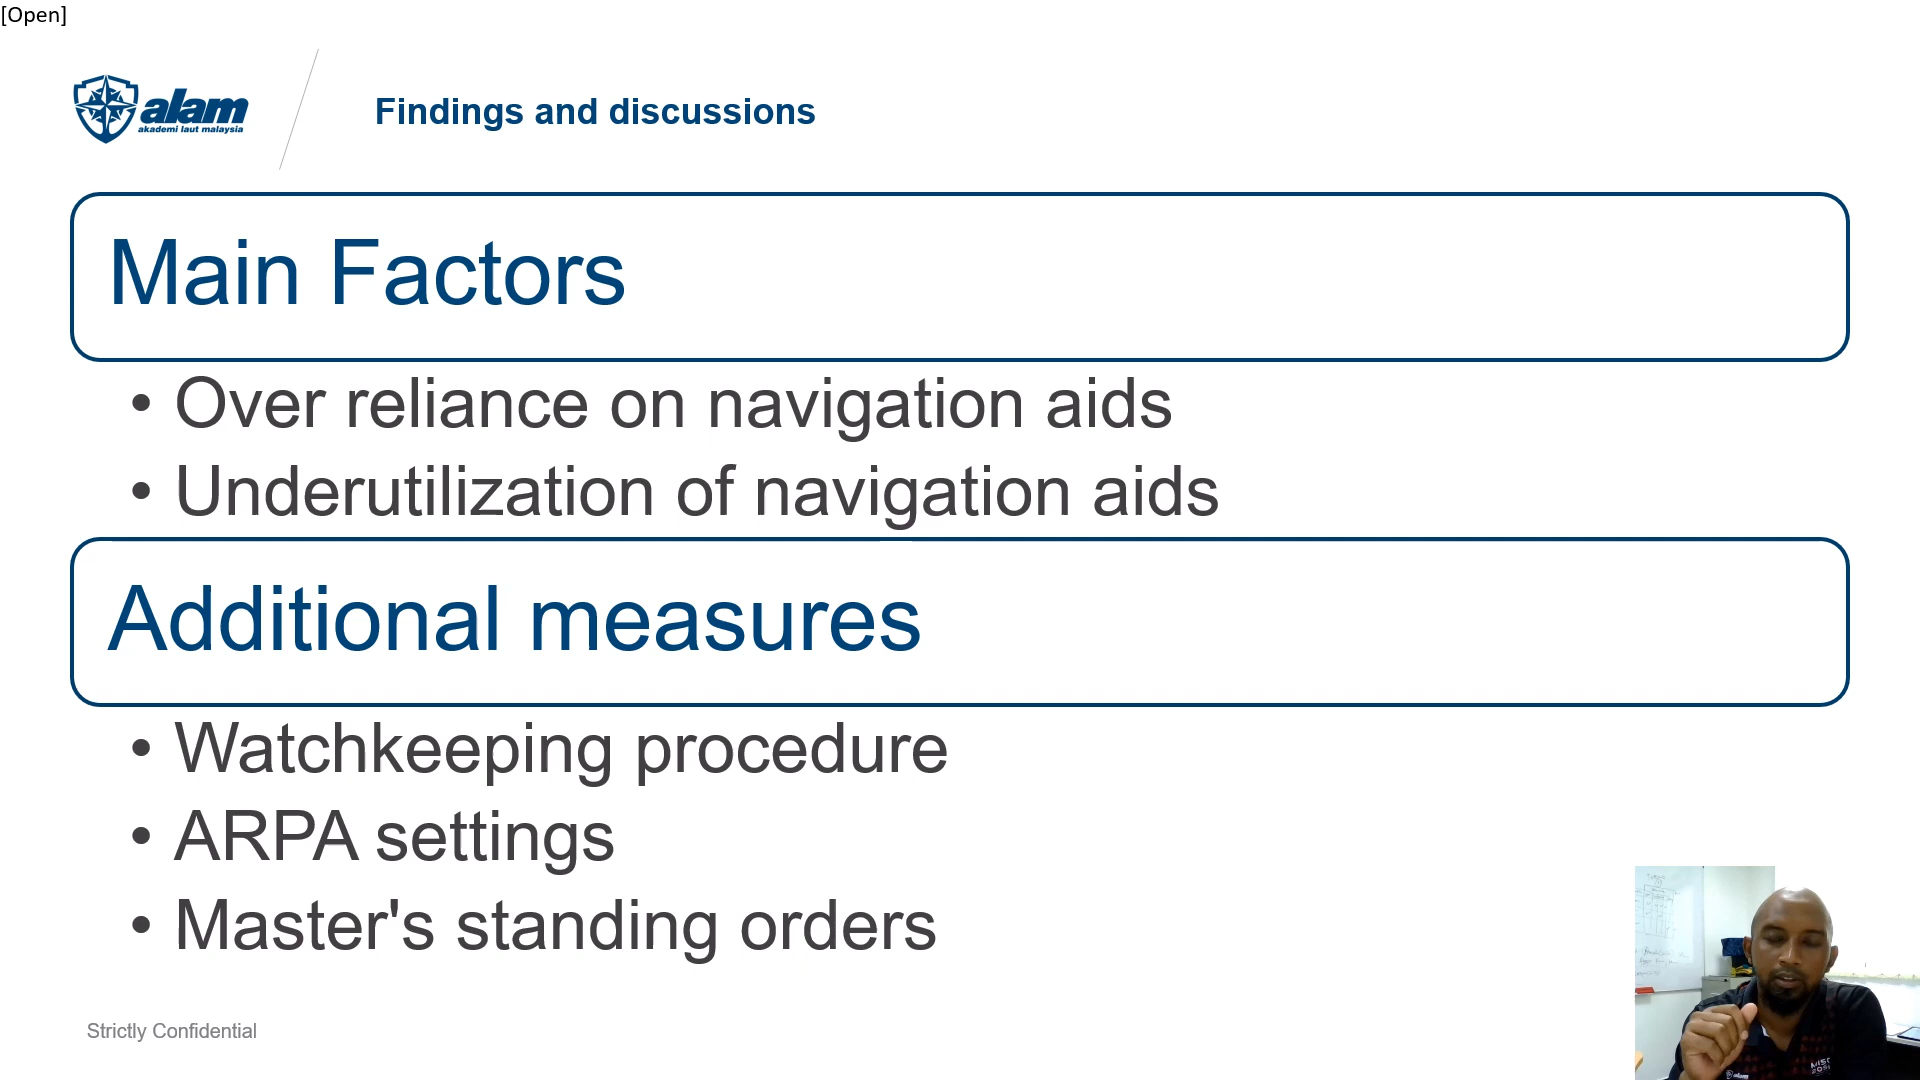 [Open]
alam
akademi laut malaysia
Findings and discussions
Main Factors
• Over reliance on navigation aids
• Underutilization of navigation aids
Additional measures
• Watchkeeping procedure
• ARPA settings
• Master's standing orders
Strictly Confidential
alam